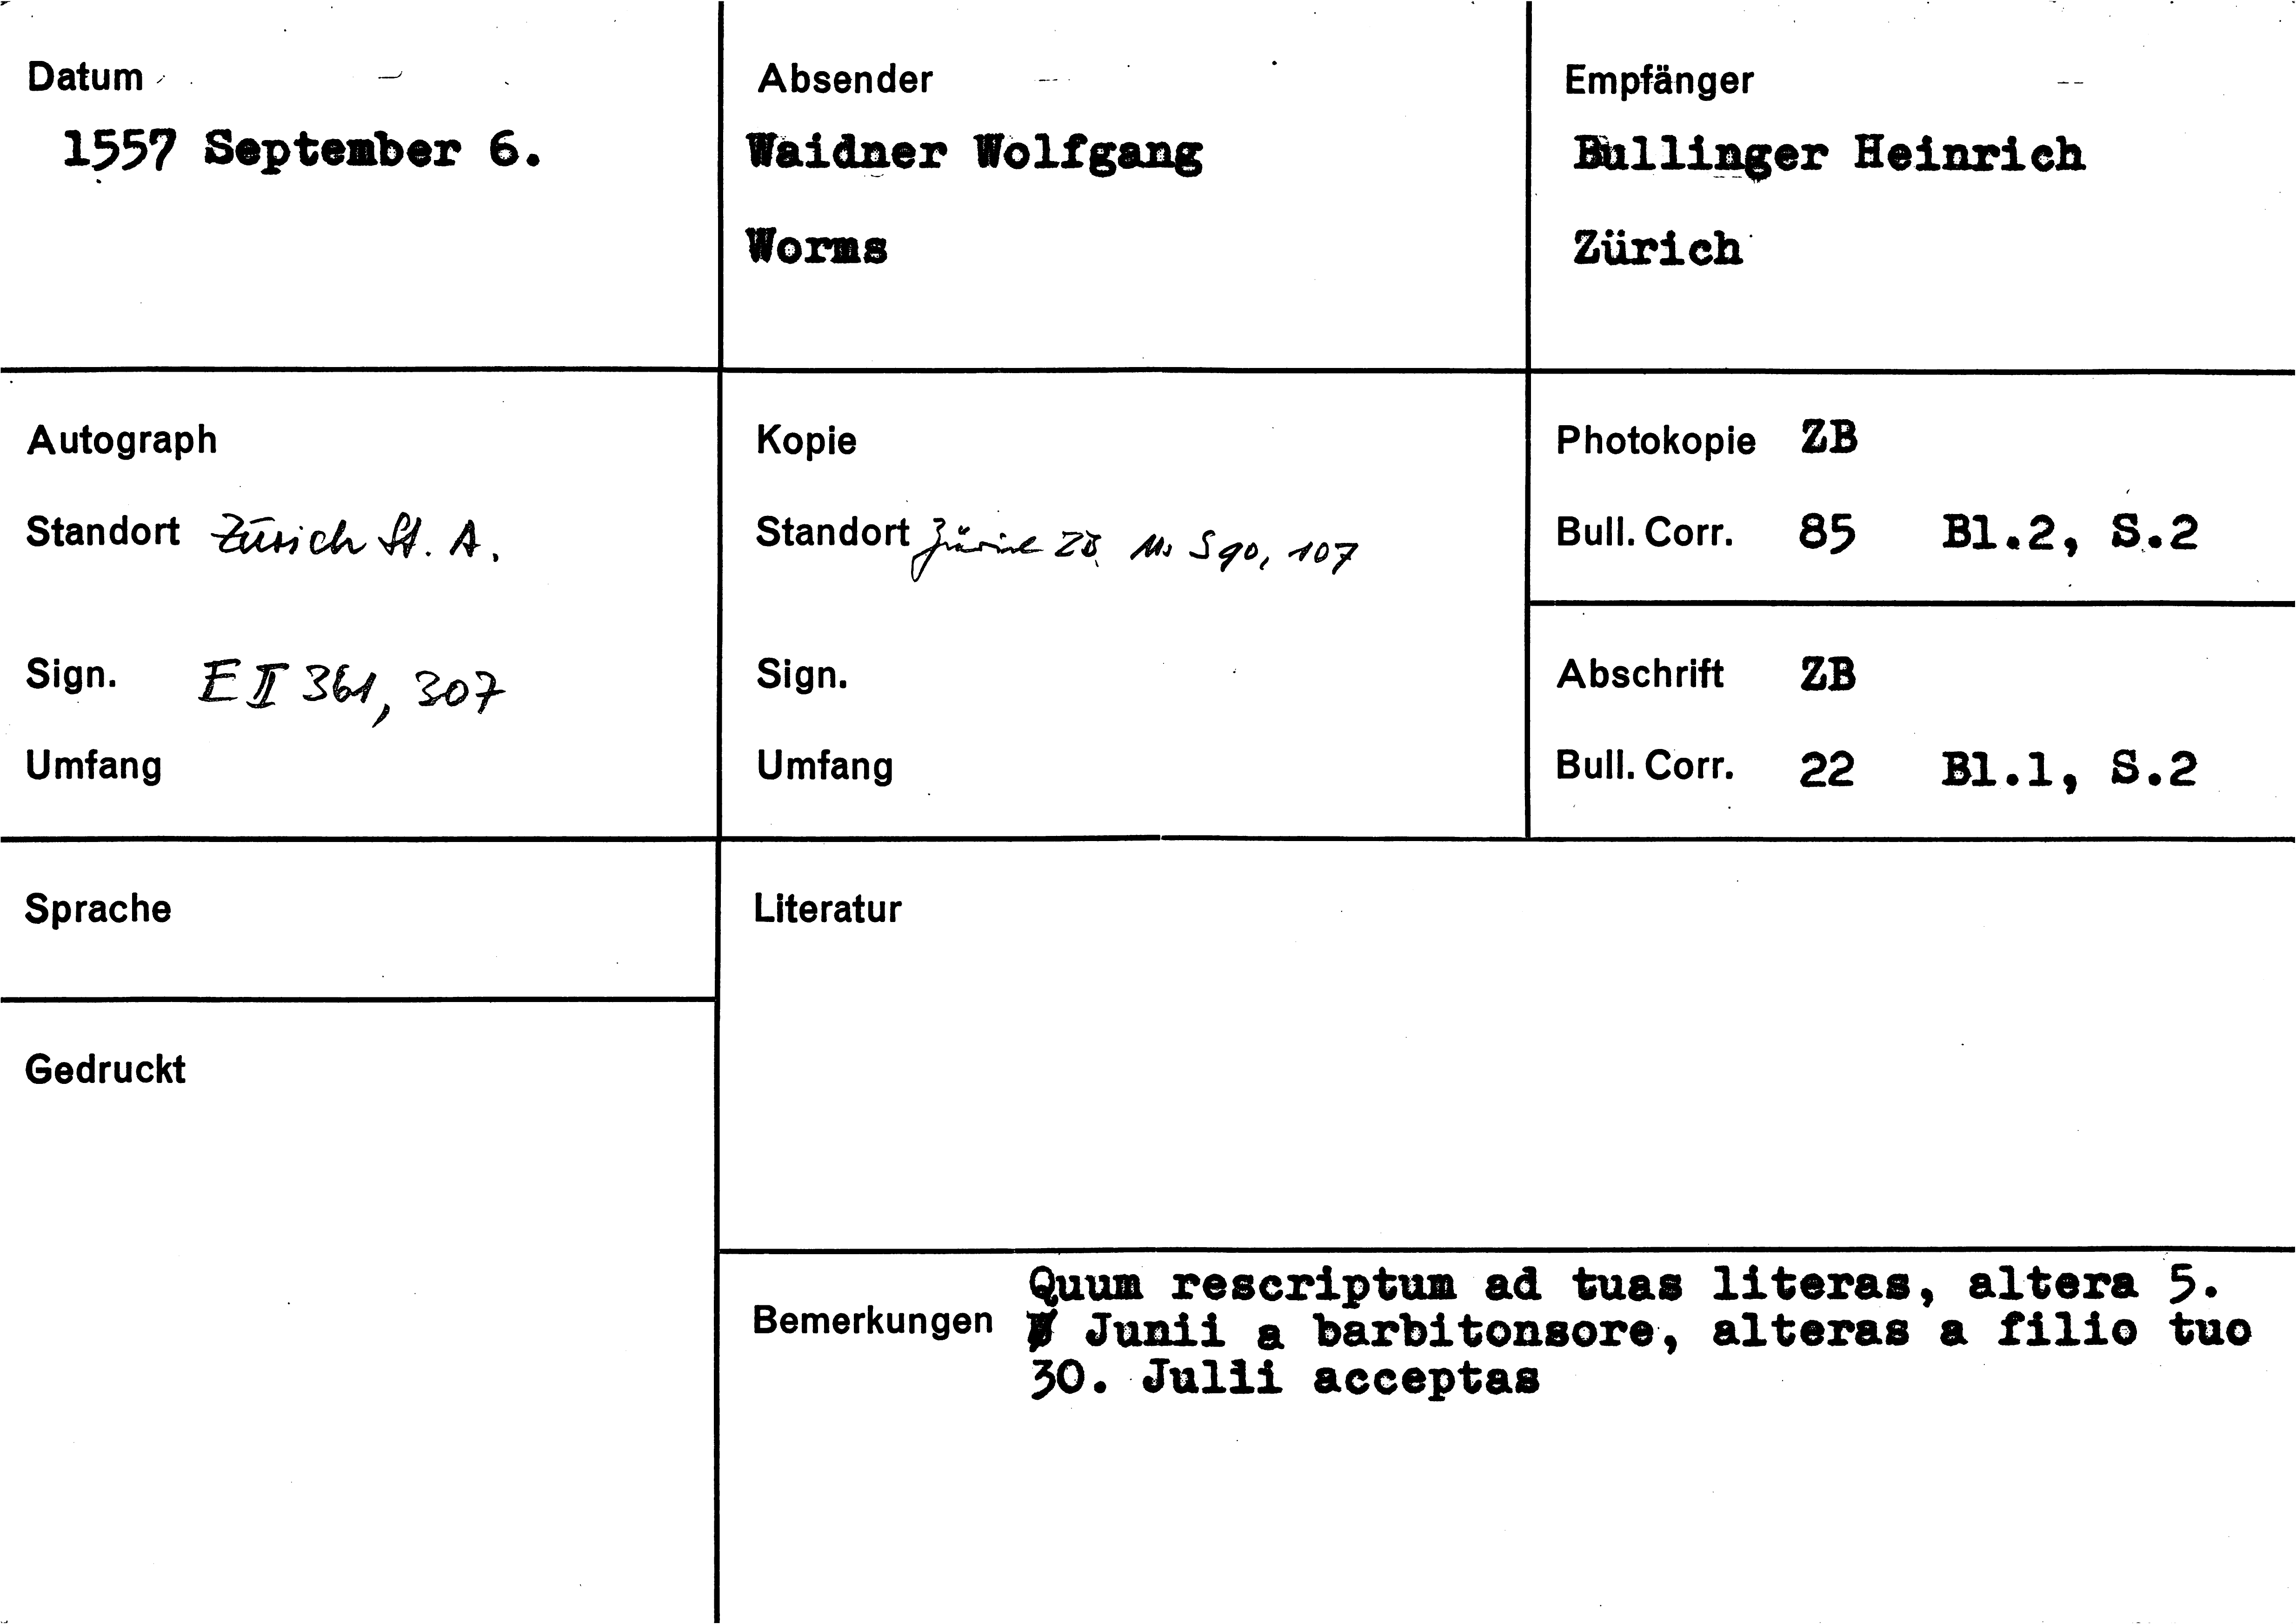 Datum
1557 September 6.
Absender
Waidner Wolfgang
Worms
Empfänger
Bullinger Heinrich
Zürich
Autograph
Standort Zürich St. A.
Sign. E II 361, 307
Umfang
Kopie
Standort Zürich ZB Ms S 90, 107
Sign.
Umfang
Photokopie ZB
Bull. Corr. 85 Bl.2, S.2
Abschrift ZB
Bull. Corr. 22 Bl.1, S.2
Sprache
Gedruckt
Literatur
Bemerkungen
Quum rescriptum ad tuas literas, altera 5.
Junii a barbitonsore, alteras a filio tuo
30. Julii acceptas